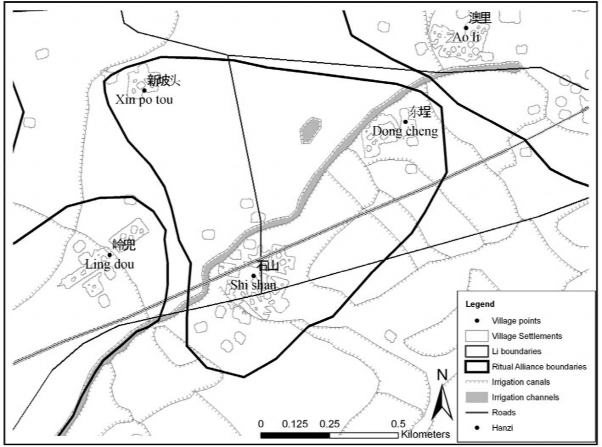 澳里
Ao li
新坡头
Xin po tou
东埕
Dong cheng
岭兜
Ling dou
石山
Shi shan
Legend
Village points
Village Settlements
Li boundaries
Ritual Alliance boundaries
Irrigation canals
Irrigation channels
Roads
Hanzi
N
0 0.125 0.25 0.5
Kilometers